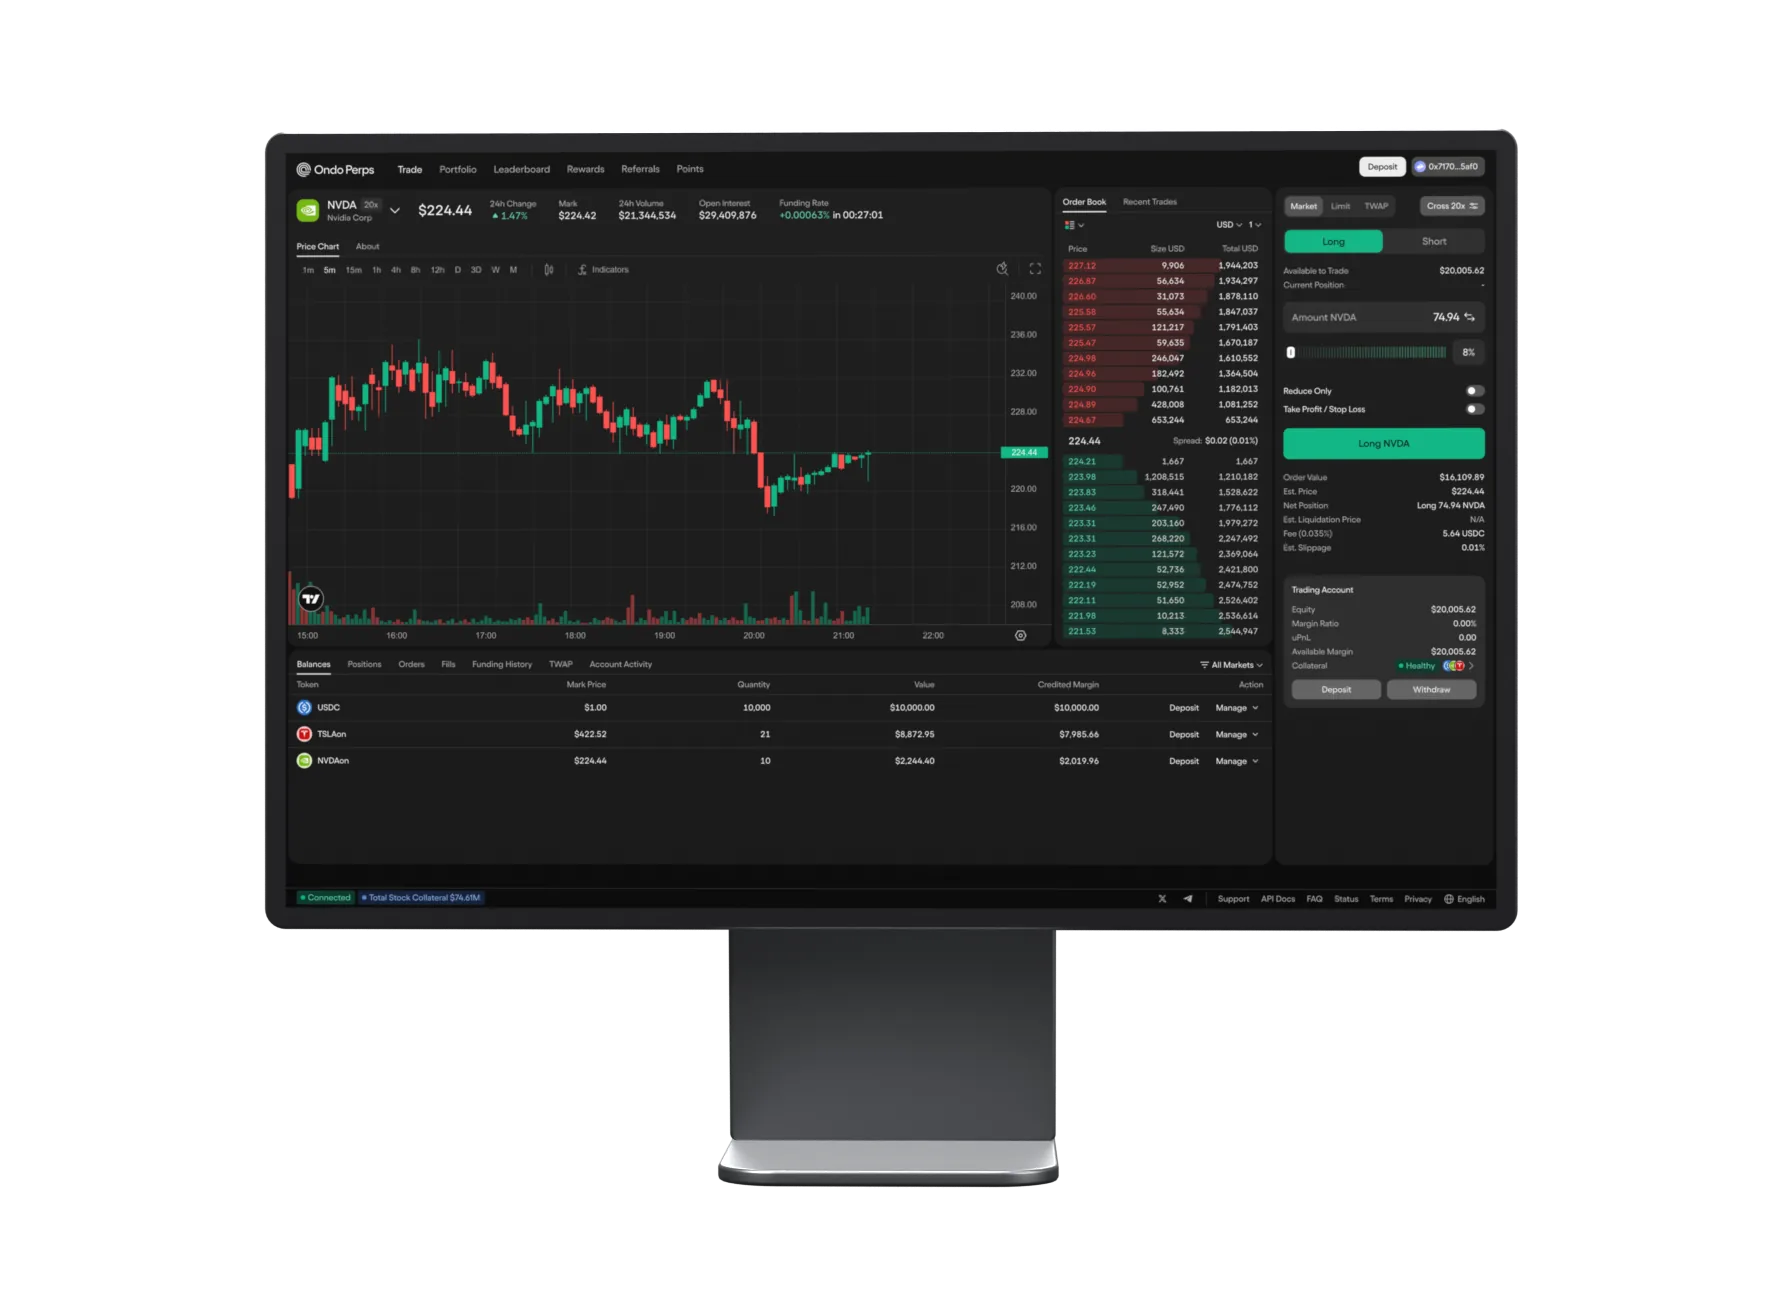 Ondo Perps Trade Portfolio Leaderboard Rewards Referrals Points Deposit 0x7170...5af0
NVDA 20x
Nvidia Corp
$224.44
24h Change
1.47%
Mark
$224.42
24h Volume
$21,344,534
Open Interest
$29,409,876
Funding Rate
+0.00063% in 00:27:01
Price Chart About
1m 5m 15m 1h 4h 8h 12h D 3D W M Indicators
240.00
236.00
232.00
228.00
224.44
220.00
216.00
212.00
208.00
15:00 16:00 17:00 18:00 19:00 20:00 21:00 22:00
Order Book Recent Trades
USD 1
Price Size USD Total USD
227.12 9,906 1,944,203
226.87 56,634 1,934,297
226.60 31,073 1,878,110
225.58 55,634 1,847,037
225.57 121,217 1,791,403
225.47 59,635 1,670,187
224.98 246,047 1,610,552
224.96 182,492 1,364,504
224.90 100,761 1,182,013
224.89 428,008 1,081,252
224.67 653,244 653,244
224.44 Spread: $0.02 (0.01%)
224.21 1,667 1,667
223.98 1,208,515 1,210,182
223.83 318,441 1,528,622
223.46 247,490 1,776,112
223.31 203,160 1,979,272
223.31 268,220 2,247,492
223.23 121,572 2,369,064
222.44 52,736 2,421,800
222.19 52,952 2,474,752
222.11 51,650 2,526,402
221.98 10,213 2,536,614
221.53 8,333 2,544,947
Market Limit TWAP Cross 20x
Long Short
Available to Trade $20,005.62
Current Position -
Amount NVDA 74.94
8%
Reduce Only
Take Profit / Stop Loss
Long NVDA
Order Value $16,109.89
Est. Price $224.44
Net Position Long 74.94 NVDA
Est. Liquidation Price N/A
Fee (0.035%) 5.64 USDC
Est. Slippage 0.01%
Trading Account
Equity $20,005.62
Margin Ratio 0.00%
uPnL 0.00
Available Margin $20,005.62
Collateral Healthy
Deposit Withdraw
Balances Positions Orders Fills Funding History TWAP Account Activity All Markets
Token Mark Price Quantity Value Credited Margin Action
USDC $1.00 10,000 $10,000.00 $10,000.00 Deposit Manage
TSLAon $422.52 21 $8,872.95 $7,985.66 Deposit Manage
NVDAon $224.44 10 $2,244.40 $2,019.96 Deposit Manage
Connected Total Stock Collateral $74.61M Support API Docs FAQ Status Terms Privacy English